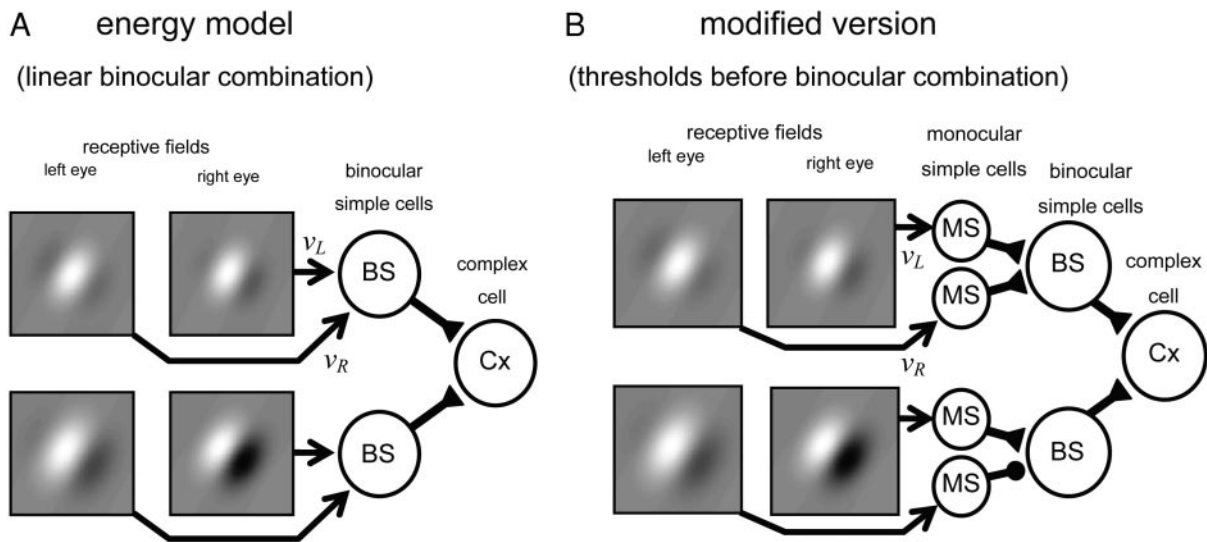 A energy model
(linear binocular combination)
receptive fields
left eye
right eye
binocular
simple cells
v_L
BS
complex
cell
v_R
Cx
BS
B modified version
(thresholds before binocular combination)
receptive fields
left eye
right eye
monocular
simple cells
binocular
simple cells
MS
v_L
BS
complex
cell
MS
v_R
Cx
MS
BS
MS